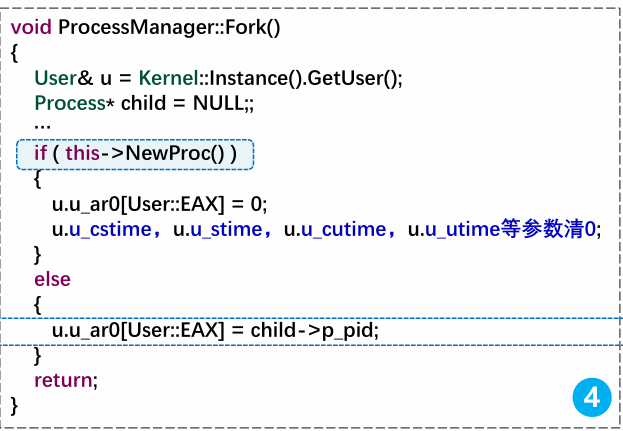 void ProcessManager::Fork()
{
User& u = Kernel::Instance().GetUser();
Process* child = NULL;;
...
if ( this->NewProc() )
{
u.u_ar0[User::EAX] = 0;
u.u_cstime，u.u_stime，u.u_cutime，u.u_utime等参数清0;
}
else
{
u.u_ar0[User::EAX] = child->p_pid;
}
return;
}
4